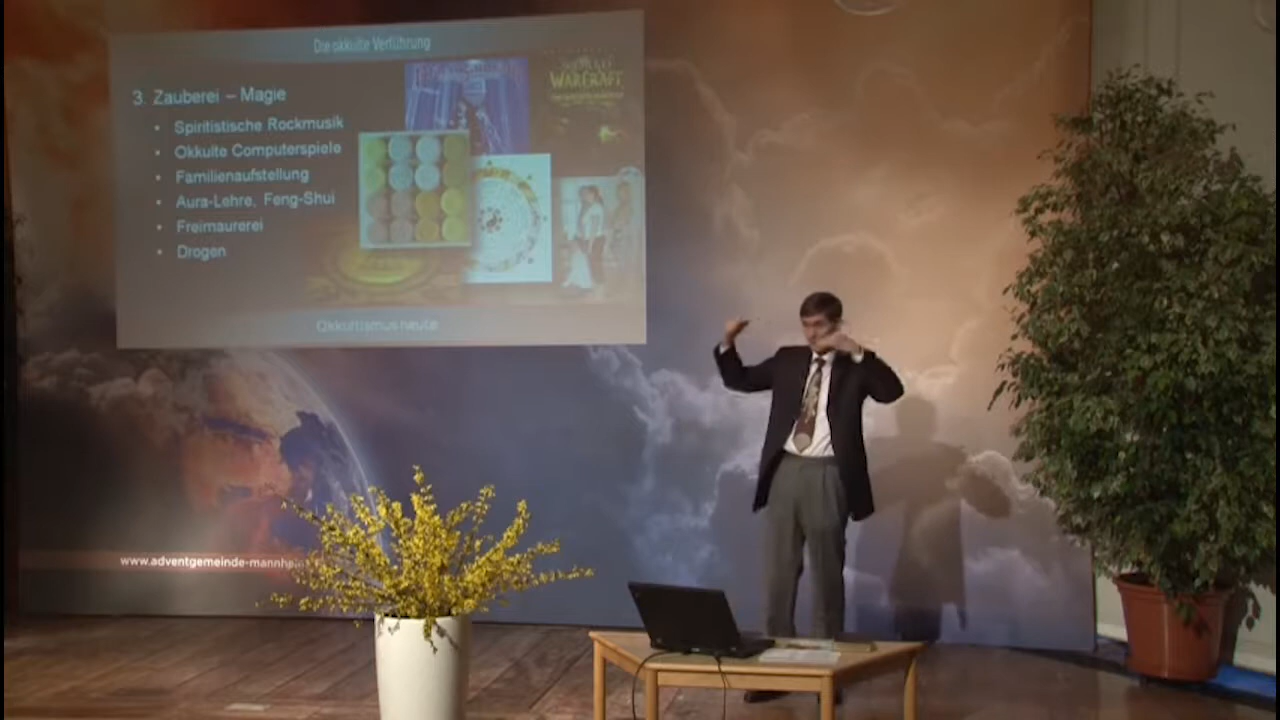 Die okkulte Verführung
3. Zauberei – Magie
• Spiritistische Rockmusik
• Okkulte Computerspiele
• Familienaufstellung
• Aura-Lehre, Feng-Shui
• Freimaurerei
• Drogen
WARCRAFT
Okkultismus heute
www.adventgemeinde-mannhei